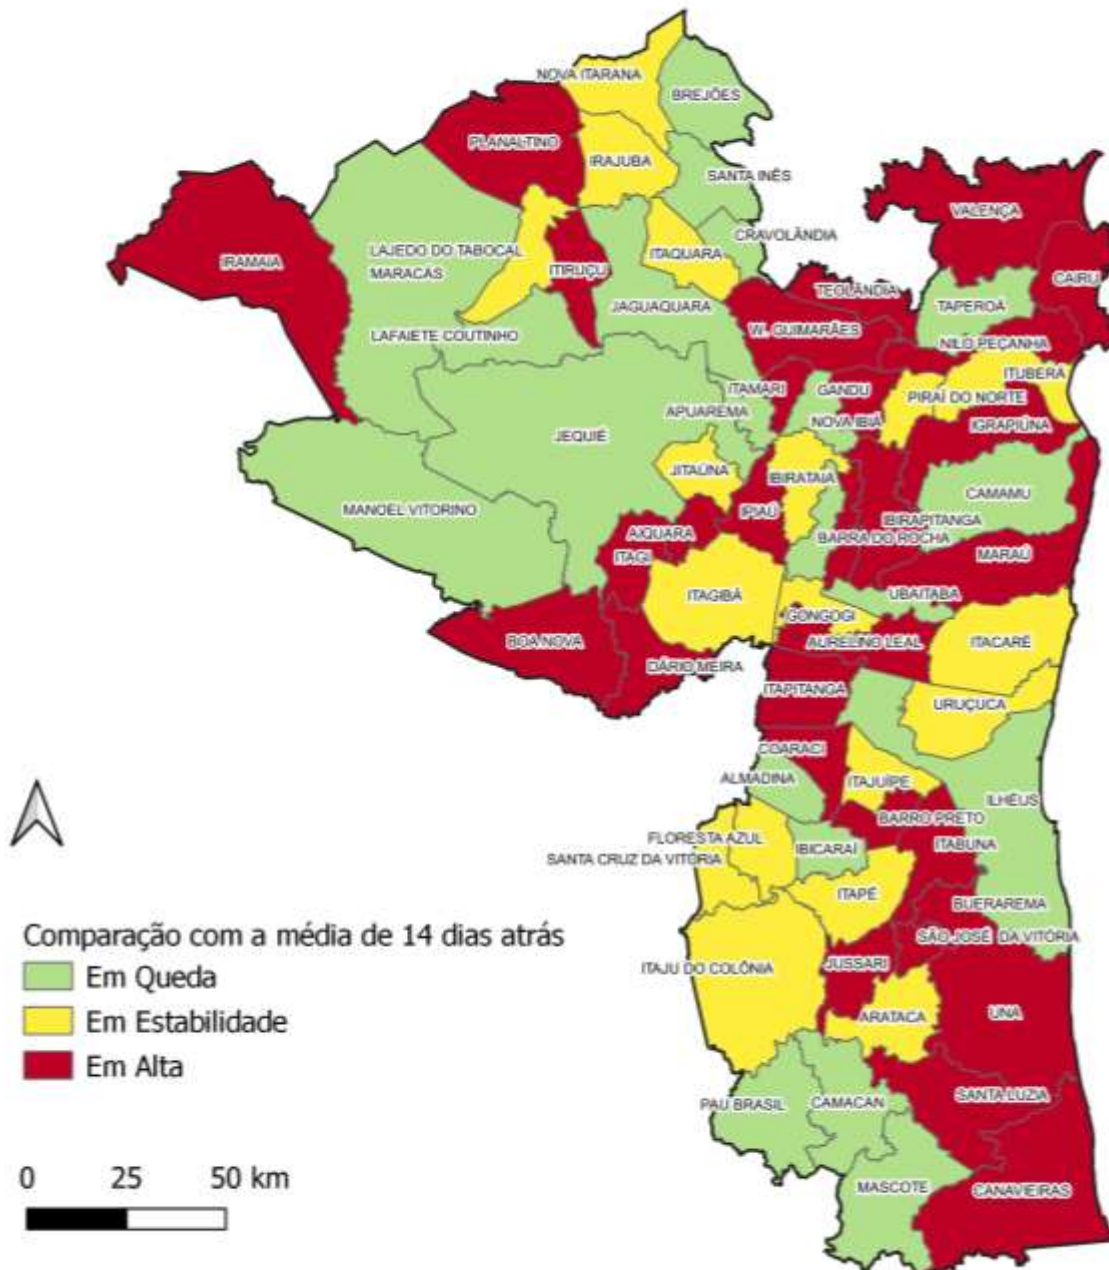 NOVA ITARANA
BREJÕES
PLANALTINO
IRAJUBA
SANTA INÊS
VALENÇA
CRAVOLÂNDIA
LAJEDO DO TABOCAL
ITAQUARA
IRAMAIA
MARACÁS
ITIRUÇU
CAIRU
TEOLÂNDIA
JAGUAQUARA
TAPEROÁ
LAFAIETE COUTINHO
W. GUIMARÃES
NILO PEÇANHA
ITUBERÁ
ITAMARI
GANDU
PIRAÍ DO NORTE
APUAREMA
NOVA IBIÁ
IGRAPIÚNA
JEQUIÉ
JITAÚNA
IBIRATAIA
CAMAMU
MANOEL VITORINO
IPIAÚ
IBIRAPITANGA
AIQUARA
BARRA DO ROCHA
ITAGI
MARAÚ
ITAGIBÁ
UBAITABA
GONGOGI
BOA NOVA
AURELINO LEAL
ITACARÉ
DÁRIO MEIRA
ITAPITANGA
URUÇUCA
COARACI
ALMADINA
ITAJUÍPE
ILHÉUS
BARRO PRETO
FLORESTA AZUL
IBICARAÍ
ITABUNA
SANTA CRUZ DA VITÓRIA
ITAPÉ
BUERAREMA
SÃO JOSÉ DA VITÓRIA
ITAJU DO COLÔNIA
JUSSARI
ARATACA
UNA
SANTA LUZIA
PAU BRASIL
CAMACAN
MASCOTE
CANAVIEIRAS
Comparação com a média de 14 dias atrás
Em Queda
Em Estabilidade
Em Alta
0 25 50 km